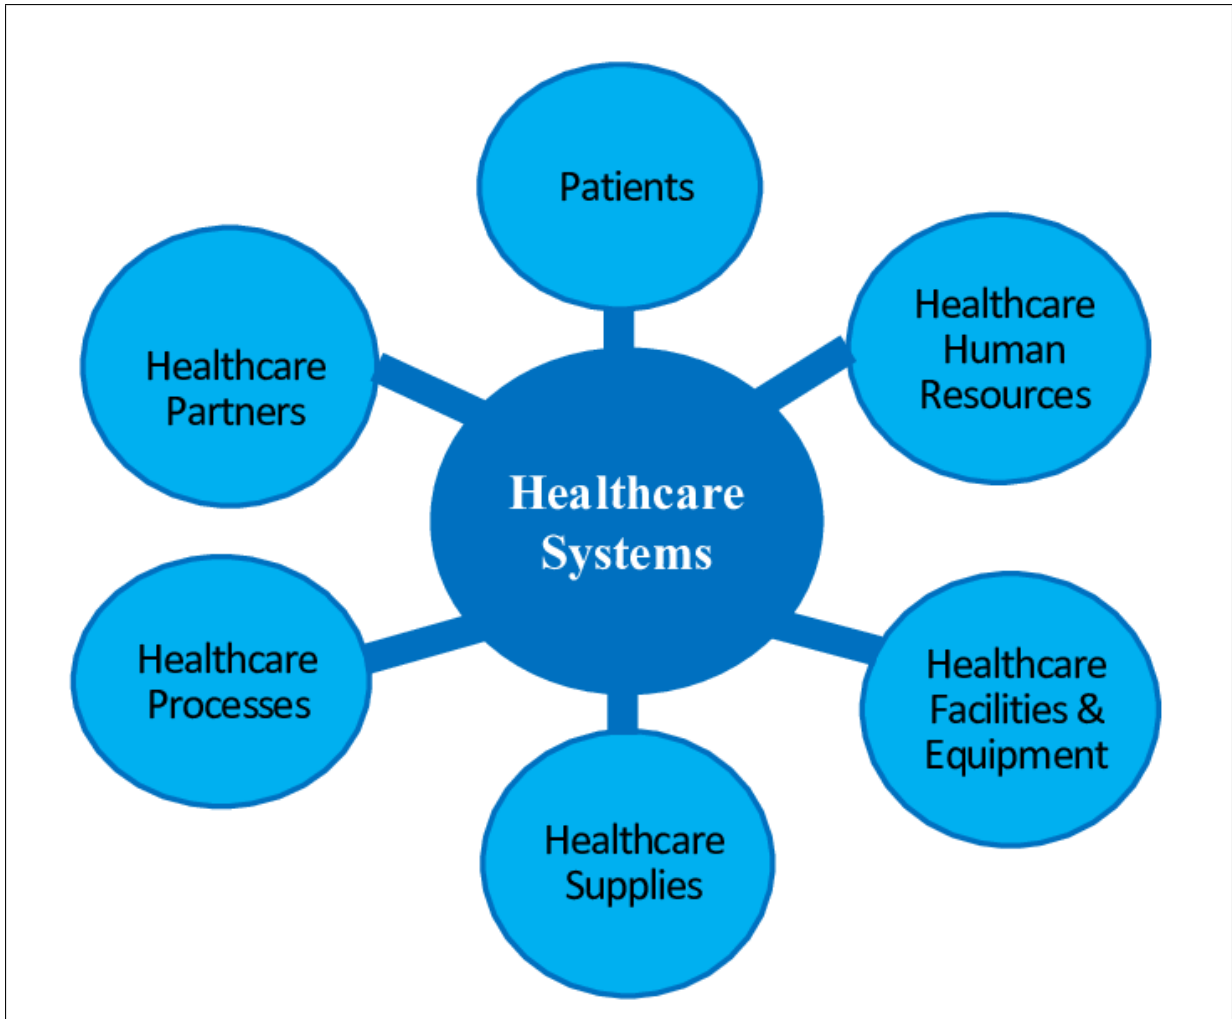 Patients
Healthcare
Human
Resources
Healthcare
Partners
Healthcare
Systems
Healthcare
Processes
Healthcare
Facilities &
Equipment
Healthcare
Supplies